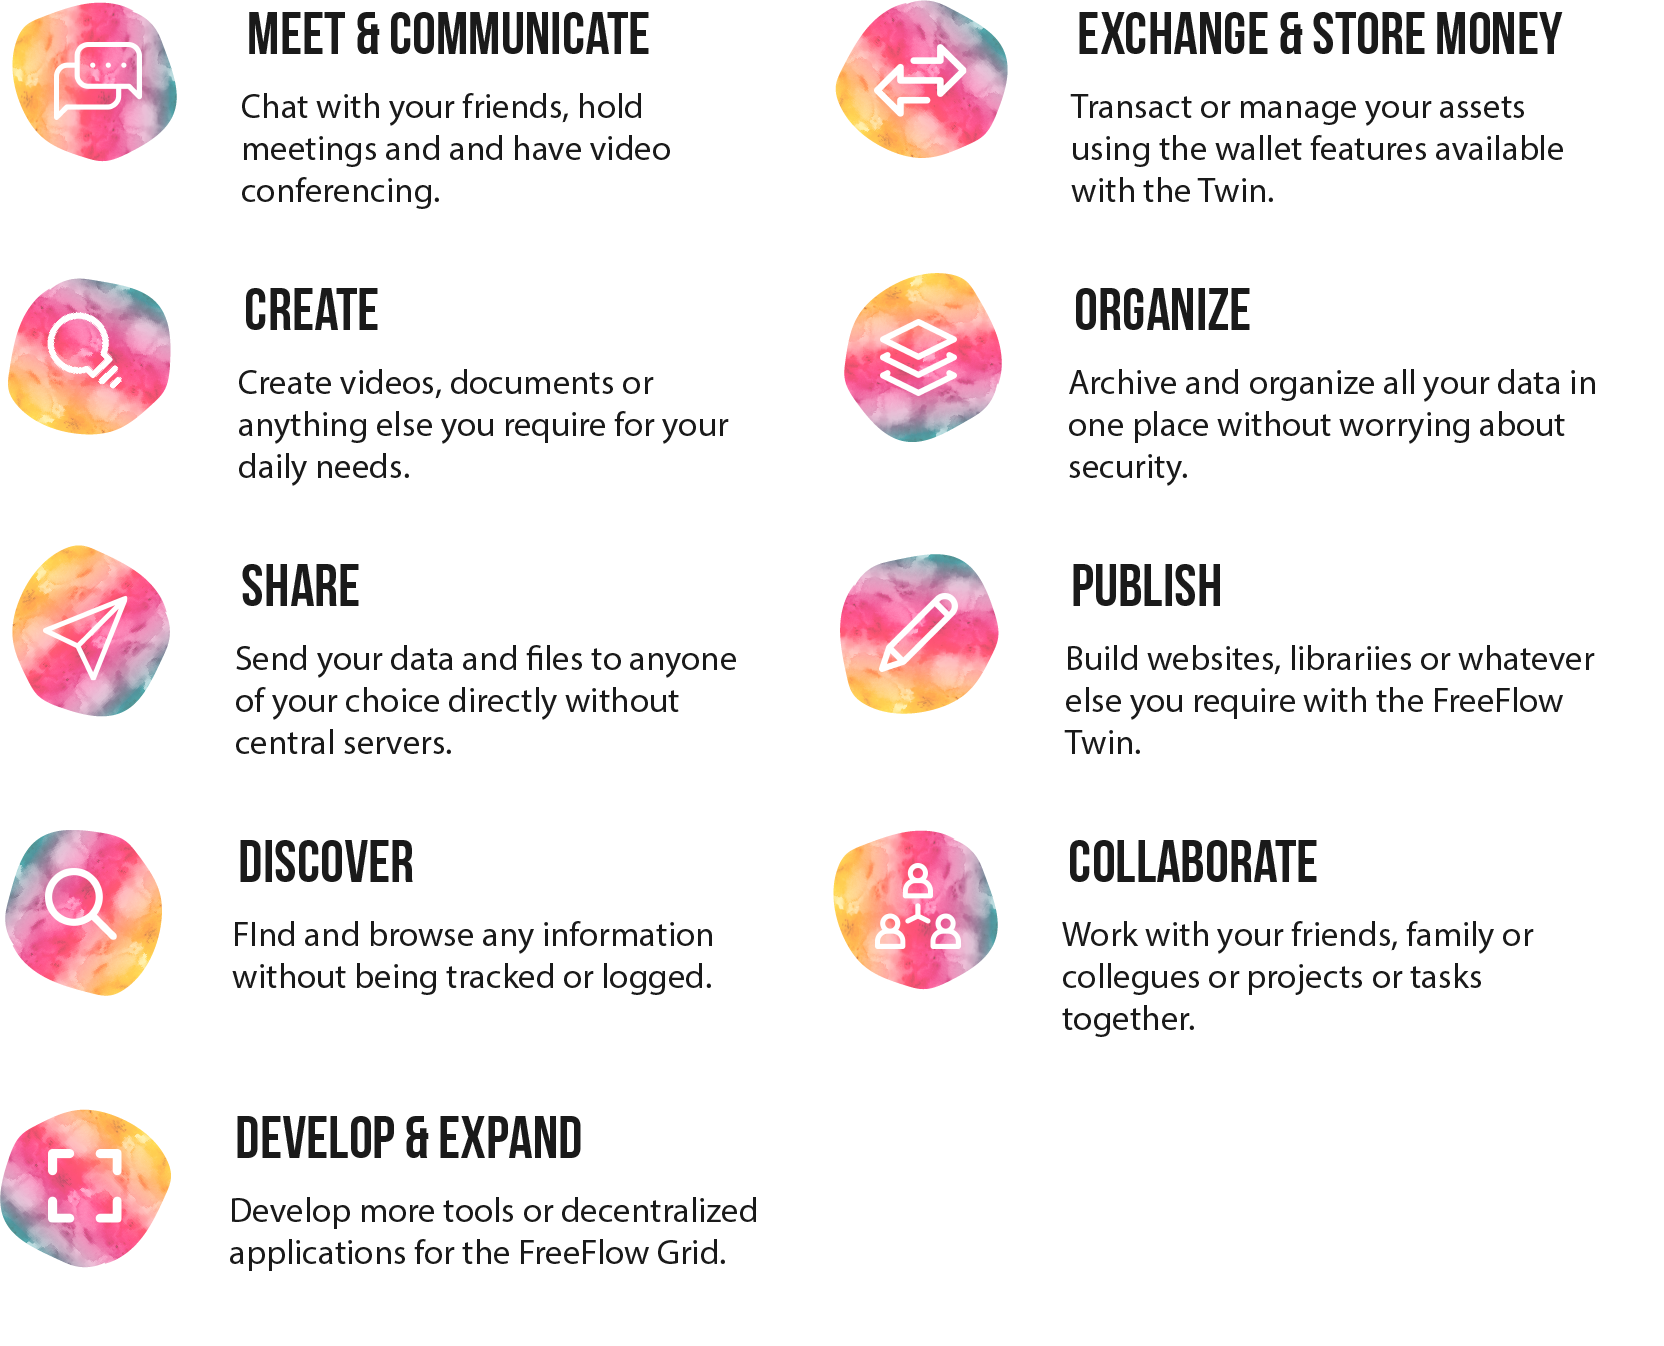 MEET & COMMUNICATE
Chat with your friends, hold
meetings and and have video
conferencing.
EXCHANGE & STORE MONEY
Transact or manage your assets
using the wallet features available
with the Twin.
CREATE
Create videos, documents or
anything else you require for your
daily needs.
ORGANIZE
Archive and organize all your data in
one place without worrying about
security.
SHARE
Send your data and files to anyone
of your choice directly without
central servers.
PUBLISH
Build websites, librariies or whatever
else you require with the FreeFlow
Twin.
DISCOVER
FInd and browse any information
without being tracked or logged.
COLLABORATE
Work with your friends, family or
collegues or projects or tasks
together.
DEVELOP & EXPAND
Develop more tools or decentralized
applications for the FreeFlow Grid.